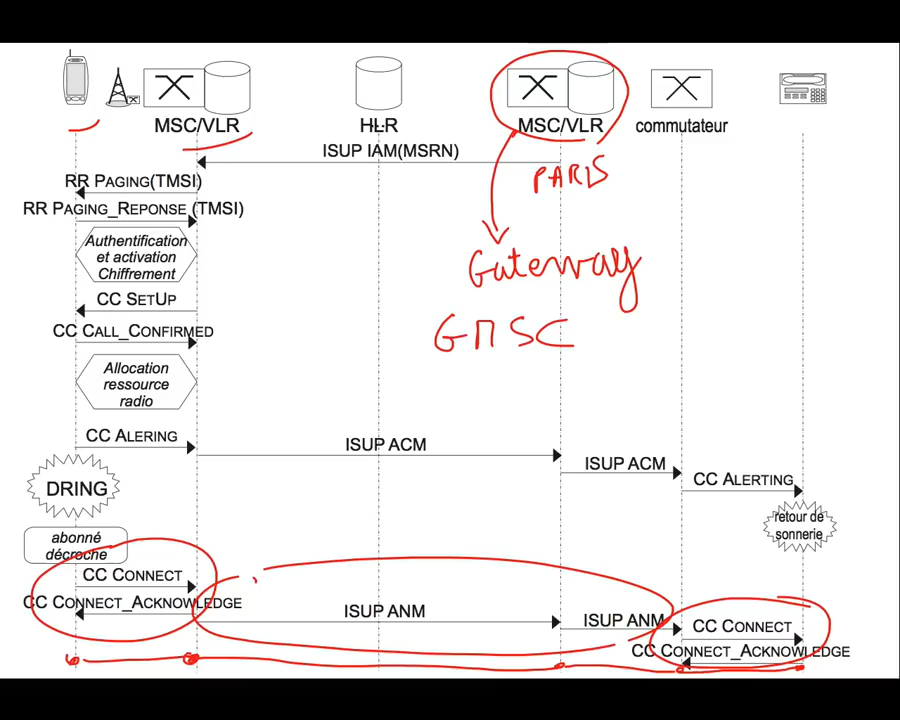 MSC/VLR HLR MSC/VLR commutateur
ISUP IAM(MSRN)
PARIS
RR PAGING(TMSI)
RR PAGING_REPONSE (TMSI)
Authentification
et activation
Chiffrement
Gateway
CC SETUP
GMSC
CC CALL_CONFIRMED
Allocation
ressource
radio
CC ALERING
ISUP ACM
ISUP ACM
CC ALERTING
DRING
retour de
sonnerie
abonné
décroche
CC CONNECT
CC CONNECT_ACKNOWLEDGE
ISUP ANM
ISUP ANM
CC CONNECT
CC CONNECT_ACKNOWLEDGE